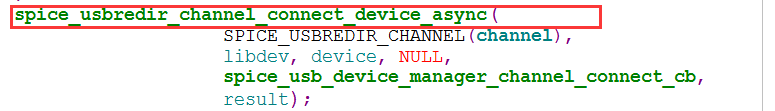 spice_usbredir_channel_connect_device_async(
SPICE_USBREDIR_CHANNEL(channel),
libdev, device, NULL,
spice_usb_device_manager_channel_connect_cb,
result);